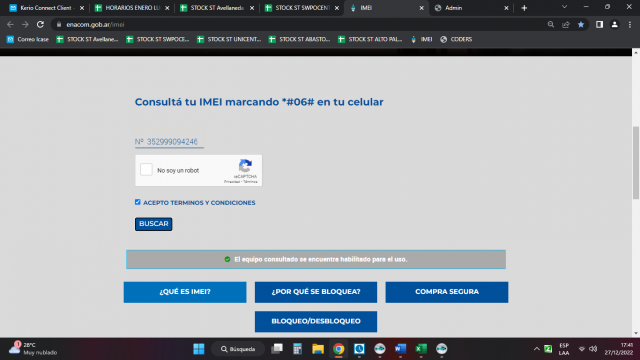 Kerio Connect Client
HORARIOS ENERO LU
STOCK ST Avellaneda
STOCK ST SWPOCENT
IMEI
Admin
enacom.gob.ar/imei
Correo Icase
STOCK ST Avellane...
STOCK ST SWPOCE...
STOCK ST UNICENT...
STOCK ST ABASTO...
STOCK ST ALTO PAL...
IMEI
CODERS
Consultá tu IMEI marcando *#06# en tu celular
Nº 352999094246
No soy un robot
reCAPTCHA
Privacidad - Términos
ACEPTO TERMINOS Y CONDICIONES
BUSCAR
El equipo consultado se encuentra habilitado para el uso.
¿QUÉ ES IMEI?
¿POR QUÉ SE BLOQUEA?
COMPRA SEGURA
BLOQUEO/DESBLOQUEO
1
28°C
Muy nublado
Búsqueda
ESP
LAA
17:45
27/12/2022